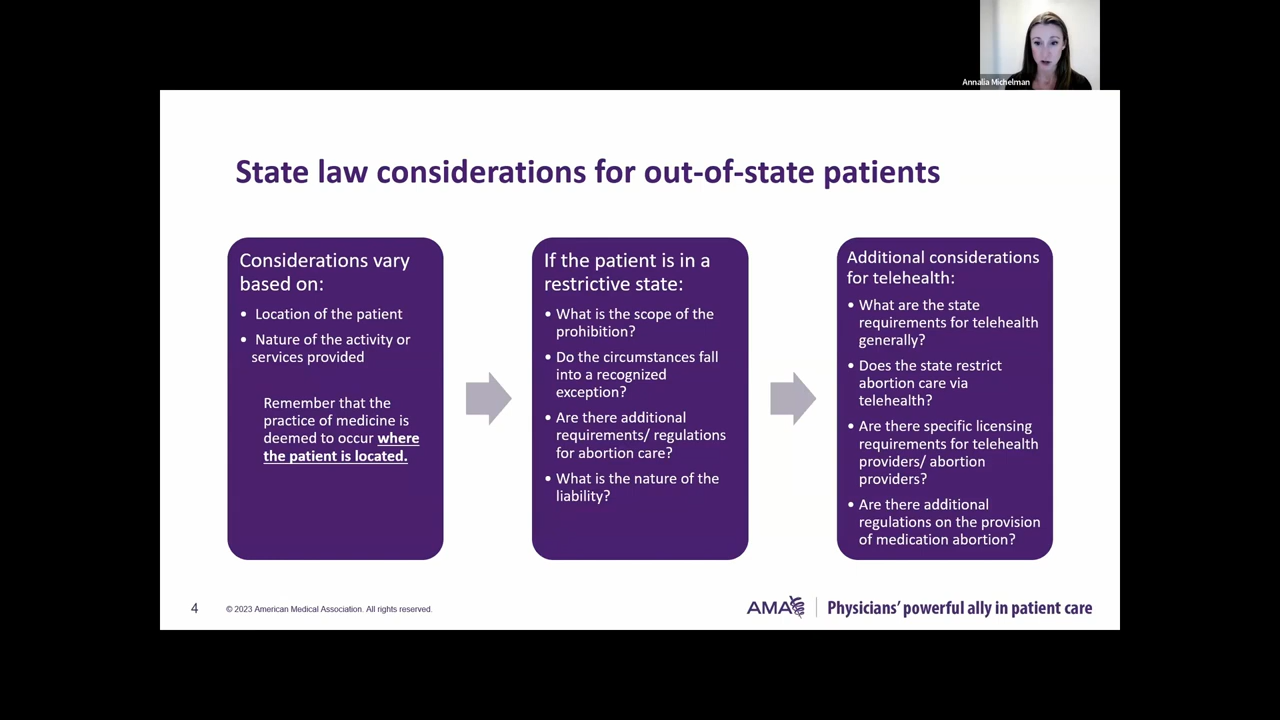 Annalia Michelman
State law considerations for out-of-state patients
Considerations vary
based on:
• Location of the patient
• Nature of the activity or
services provided
Remember that the
practice of medicine is
deemed to occur where
the patient is located.
If the patient is in a
restrictive state:
• What is the scope of the
prohibition?
• Do the circumstances fall
into a recognized
exception?
• Are there additional
requirements/ regulations
for abortion care?
• What is the nature of the
liability?
Additional considerations
for telehealth:
• What are the state
requirements for telehealth
generally?
• Does the state restrict
abortion care via
telehealth?
• Are there specific licensing
requirements for telehealth
providers/ abortion
providers?
• Are there additional
regulations on the provision
of medication abortion?
4
© 2023 American Medical Association. All rights reserved.
AMA
Physicians’ powerful ally in patient care